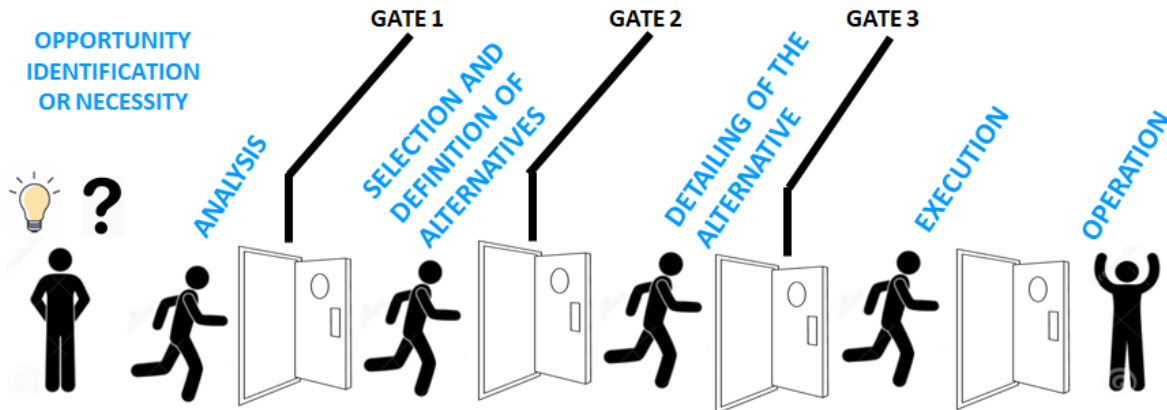 GATE 1
GATE 2
GATE 3
OPPORTUNITY
IDENTIFICATION
OR NECESSITY
ANALYSIS
SELECTION AND
DEFINITION OF
ALTERNATIVES
DETAILING OF THE
ALTERNATIVE
EXECUTION
OPERATION
?